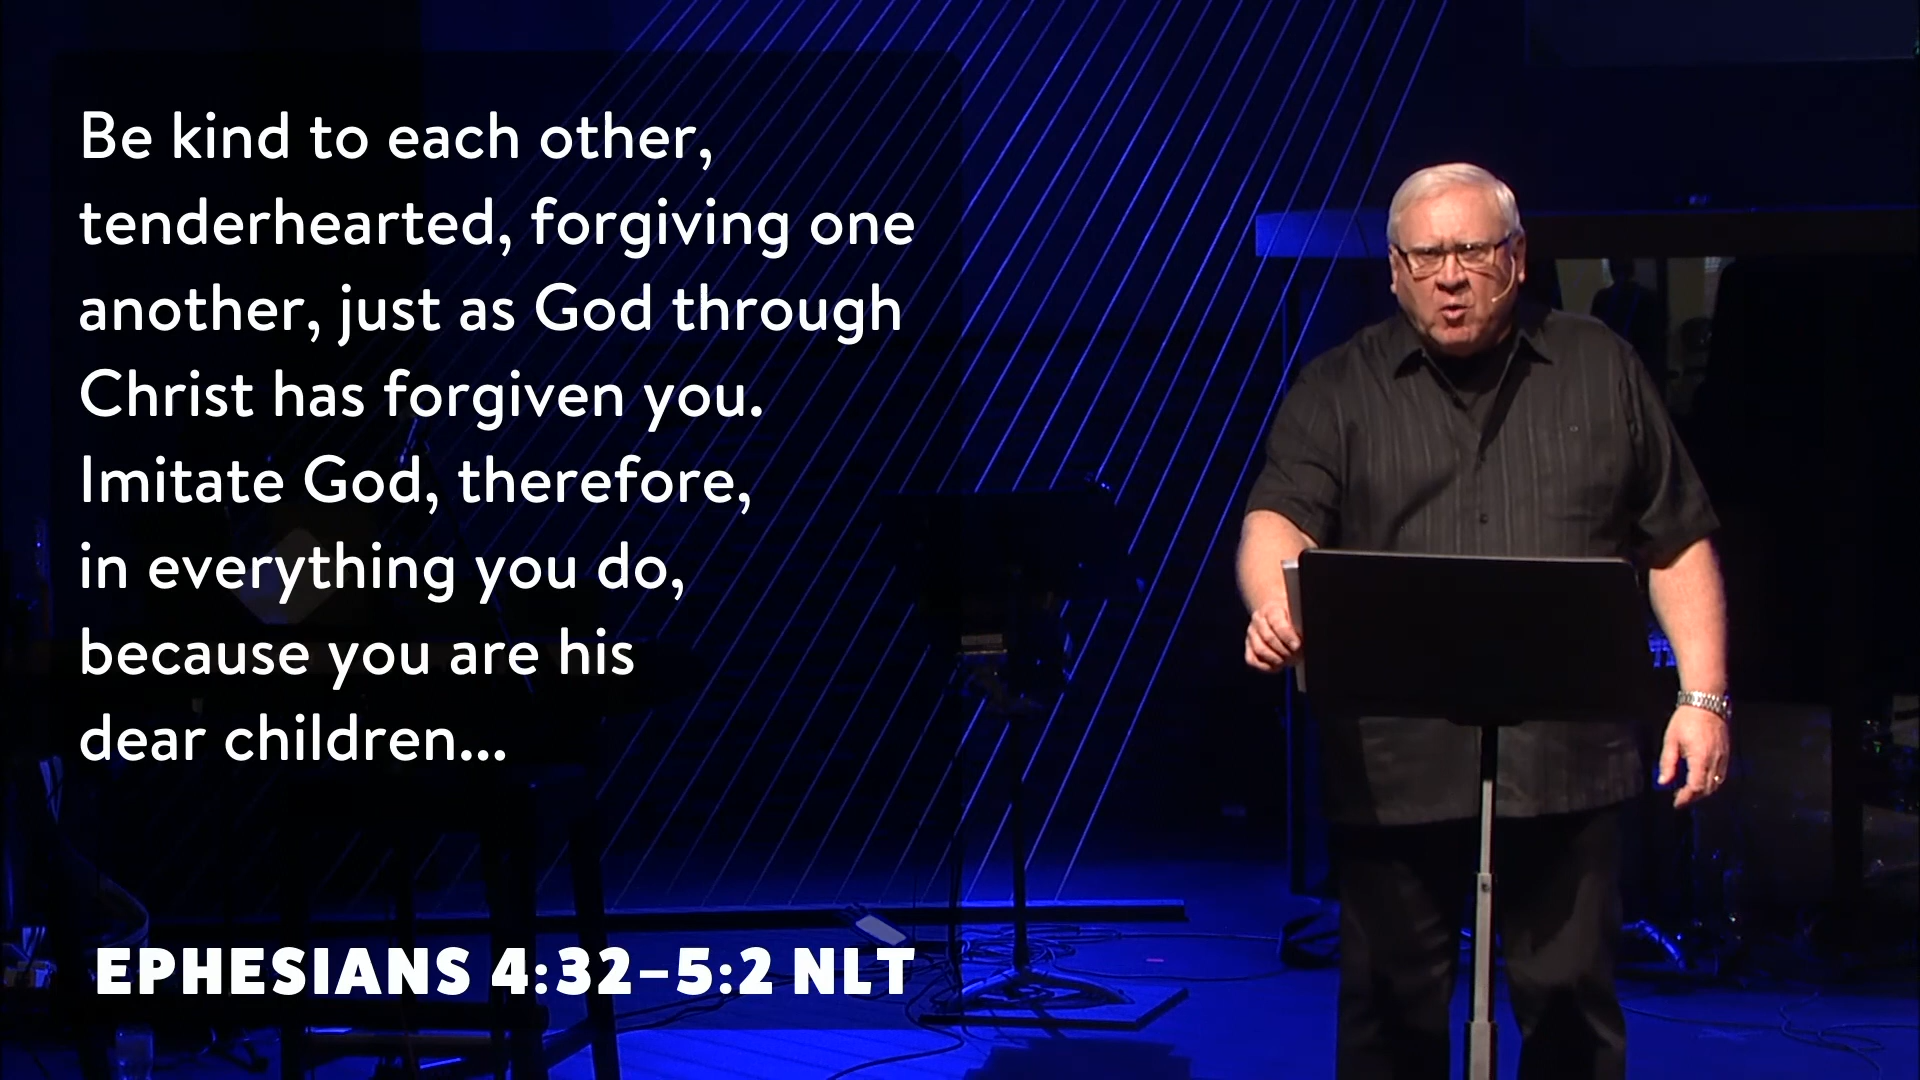 Be kind to each other,
tenderhearted, forgiving one
another, just as God through
Christ has forgiven you.
Imitate God, therefore,
in everything you do,
because you are his
dear children...
EPHESIANS 4:32–5:2 NLT